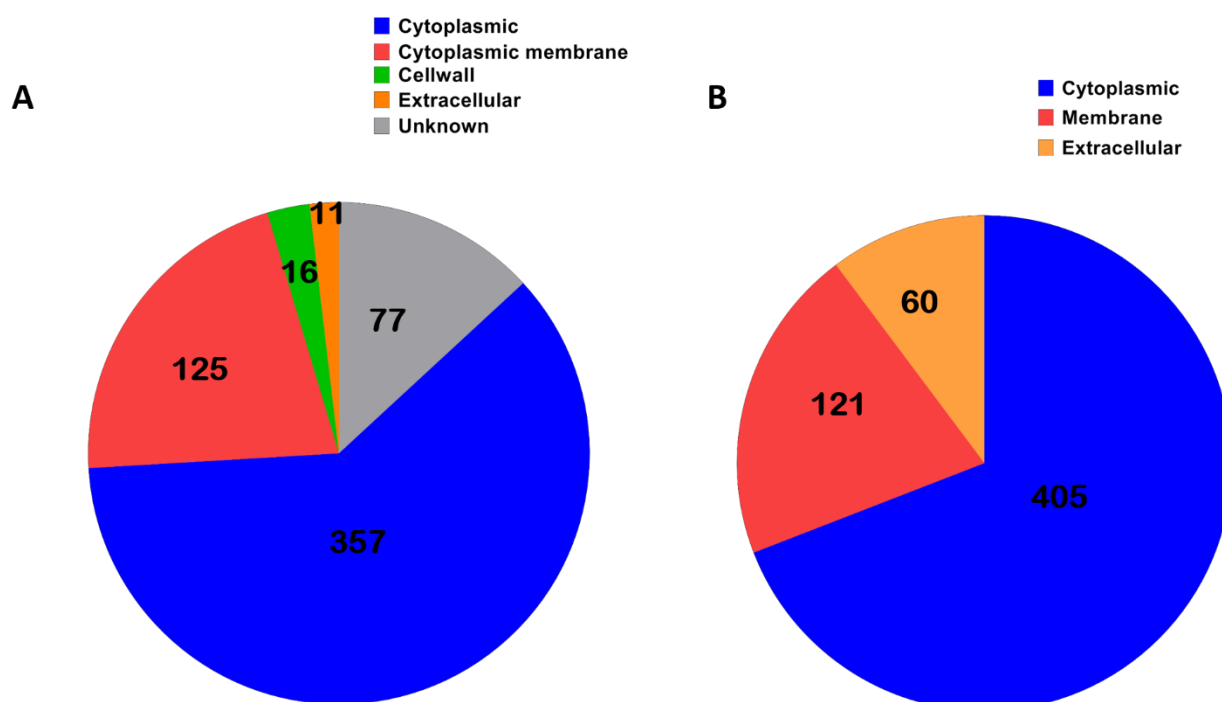 A
Cytoplasmic
Cytoplasmic membrane
Cellwall
Extracellular
Unknown
11
16
77
125
357
B
Cytoplasmic
Membrane
Extracellular
60
121
405